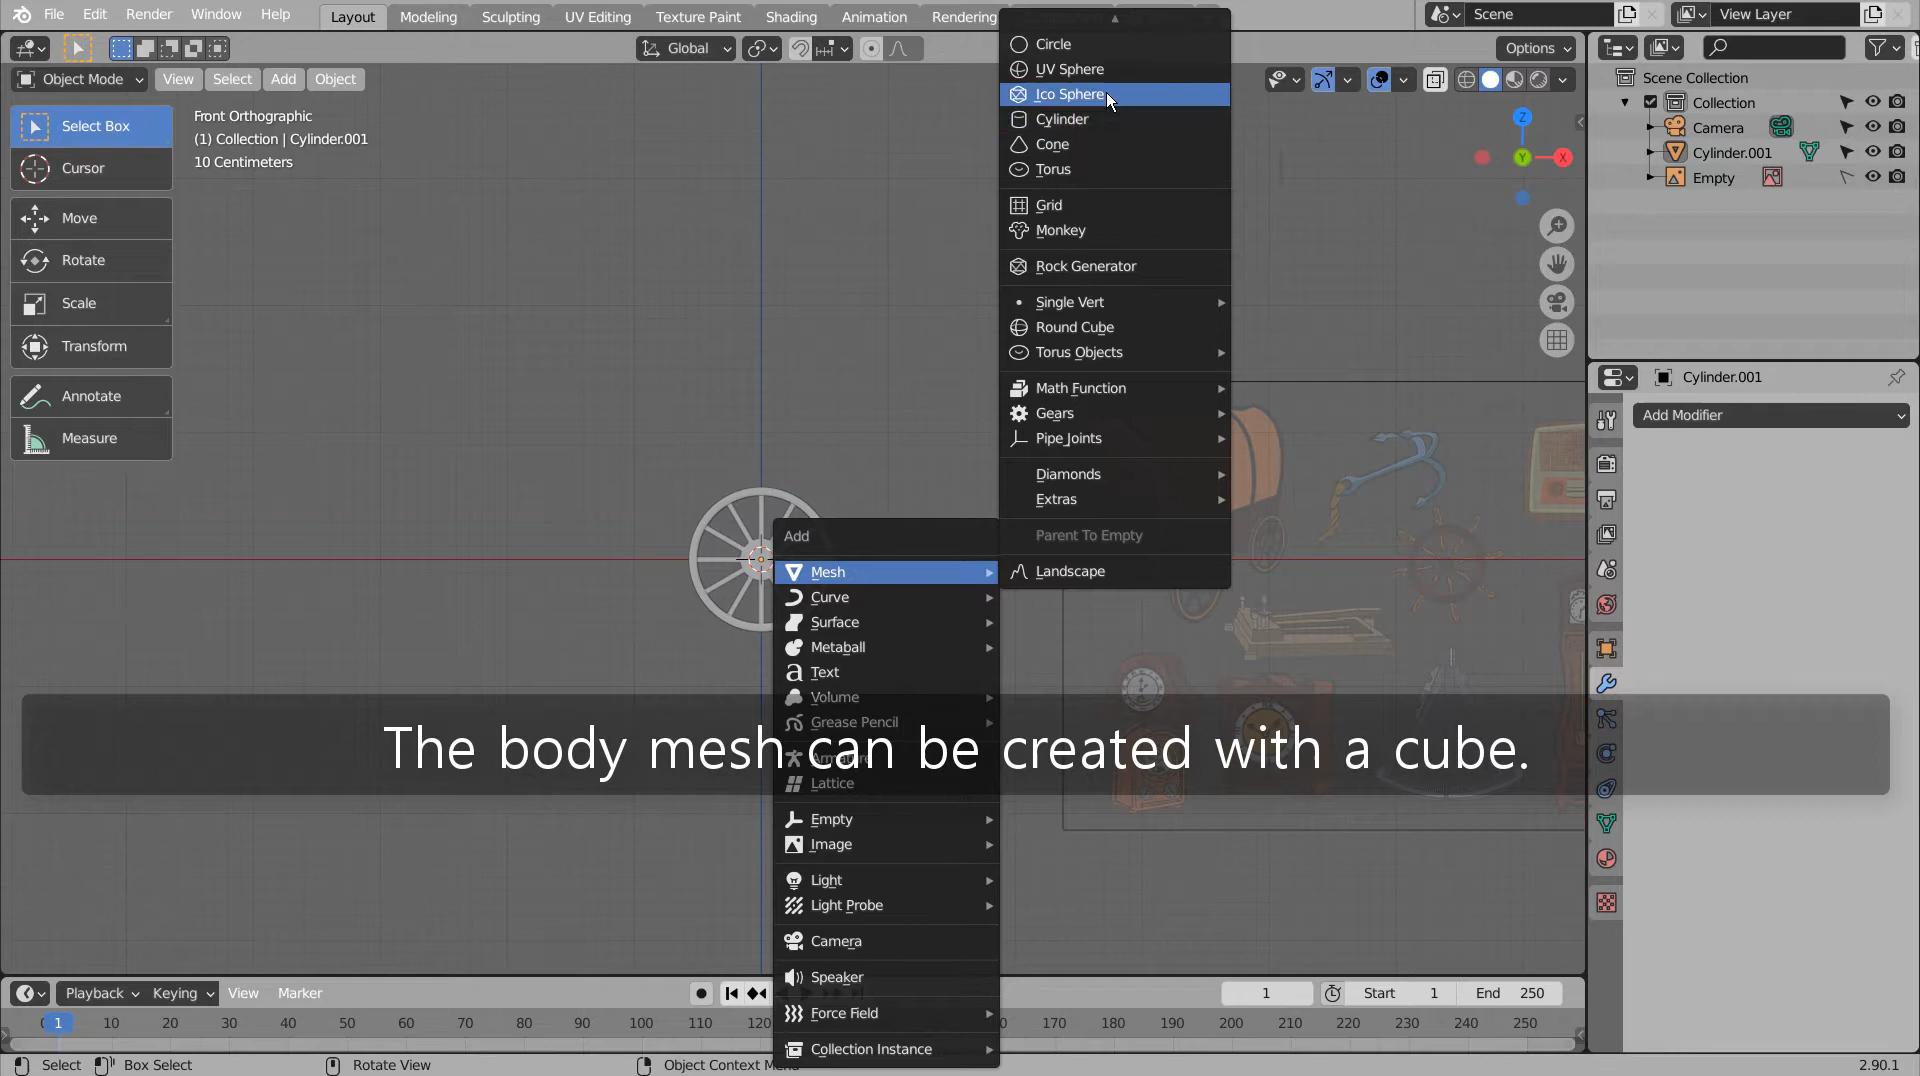 File Edit Render Window Help Layout Modeling Sculpting UV Editing Texture Paint Shading Animation Rendering Scene View Layer
Global Options
Object Mode View Select Add Object
Select Box
Cursor
Move
Rotate
Scale
Transform
Annotate
Measure
Front Orthographic
(1) Collection | Cylinder.001
10 Centimeters
Circle
UV Sphere
Ico Sphere
Cylinder
Cone
Torus
Grid
Monkey
Rock Generator
Single Vert
Round Cube
Torus Objects
Math Function
Gears
Pipe Joints
Diamonds
Extras
Parent To Empty
Landscape
Add
Mesh
Curve
Surface
Metaball
Text
Volume
Grease Pencil
Armature
Lattice
Empty
Image
Light
Light Probe
Camera
Speaker
Force Field
Collection Instance
The body mesh can be created with a cube.
Z
Y
X
Scene Collection
Collection
Camera
Cylinder.001
Empty
Cylinder.001
Add Modifier
Playback Keying View Marker 1 Start 1 End 250
1 10 20 30 40 50 60 70 80 90 100 110 120 170 180 190 200 210 220 230 240 250
Select Box Select Rotate View Object Context Menu 2.90.1